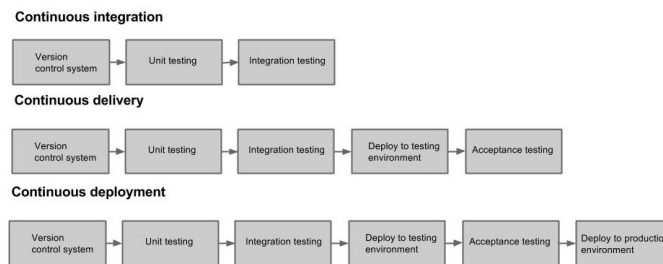 Continuous integration
Version
control system
Unit testing
Integration testing
Continuous delivery
Version
control system
Unit testing
Integration testing
Deploy to testing
environment
Acceptance testing
Continuous deployment
Version
control system
Unit testing
Integration testing
Deploy to testing
environment
Acceptance testing
Deploy to productio
environment